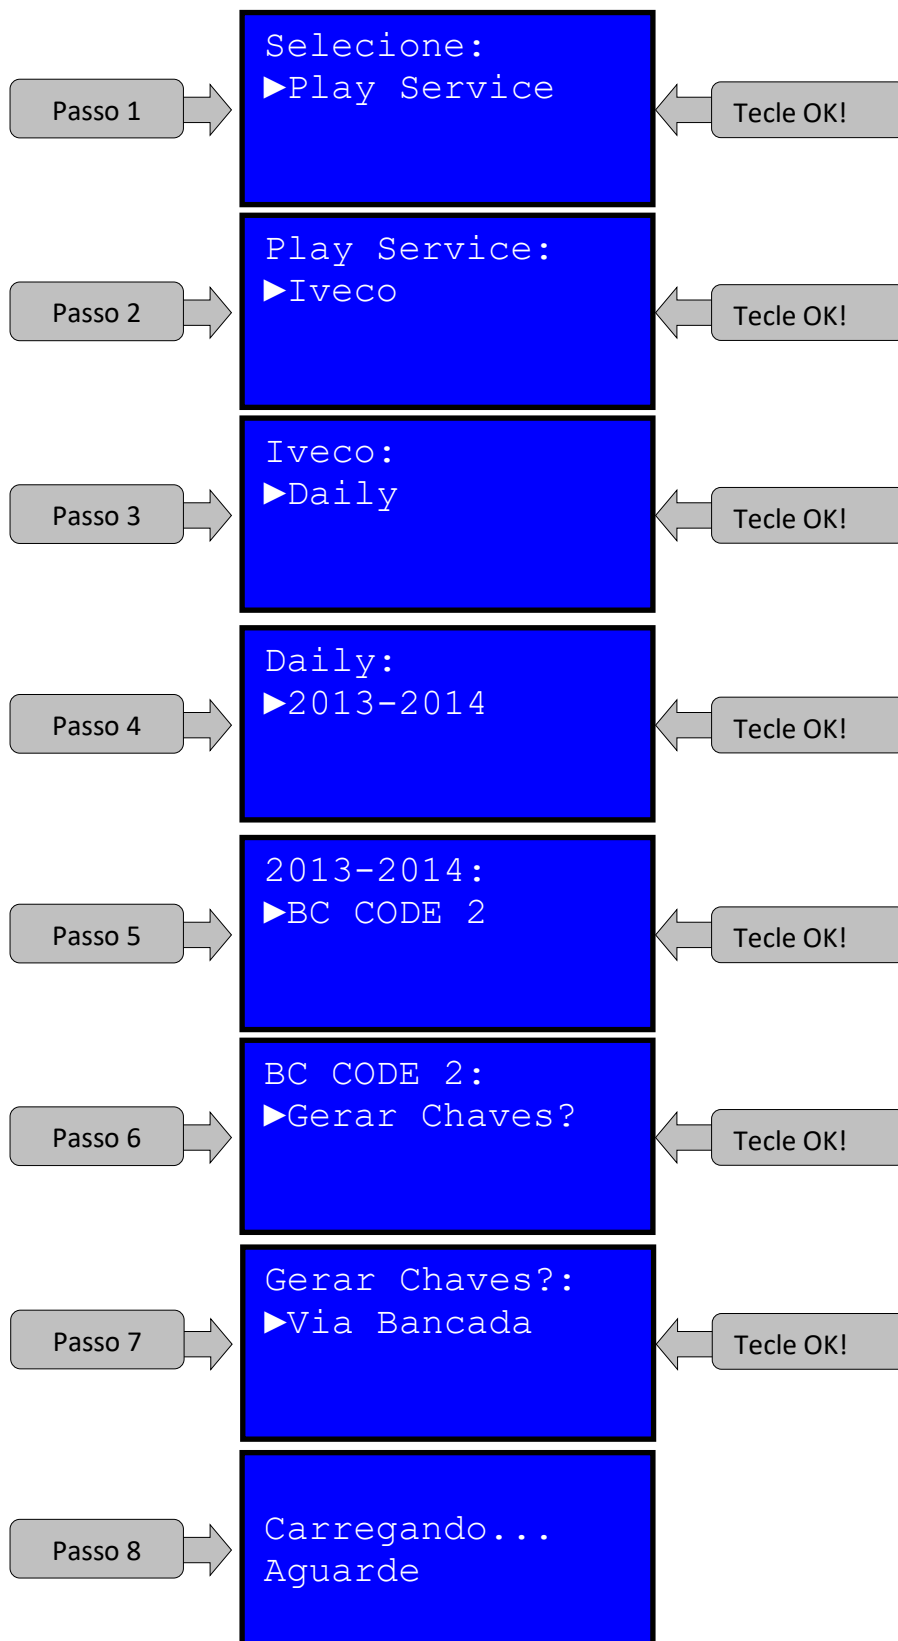 Selecione:
Passo 1
►Play Service
Tecle OK!
Play Service:
Passo 2
►Iveco
Tecle OK!
Iveco:
Passo 3
►Daily
Tecle OK!
Daily:
Passo 4
►2013-2014
Tecle OK!
2013-2014:
Passo 5
►BC CODE 2
Tecle OK!
BC CODE 2:
Passo 6
►Gerar Chaves?
Tecle OK!
Gerar Chaves?:
Passo 7
►Via Bancada
Tecle OK!
Passo 8
Carregando...
Aguarde